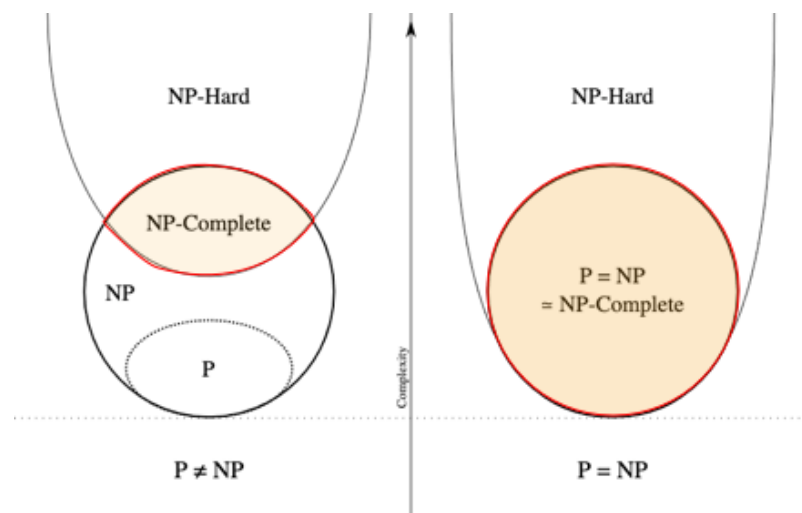 NP-Hard
NP-Complete
NP
P
P ≠ NP
Complexity
NP-Hard
P = NP
≃ NP-Complete
P = NP